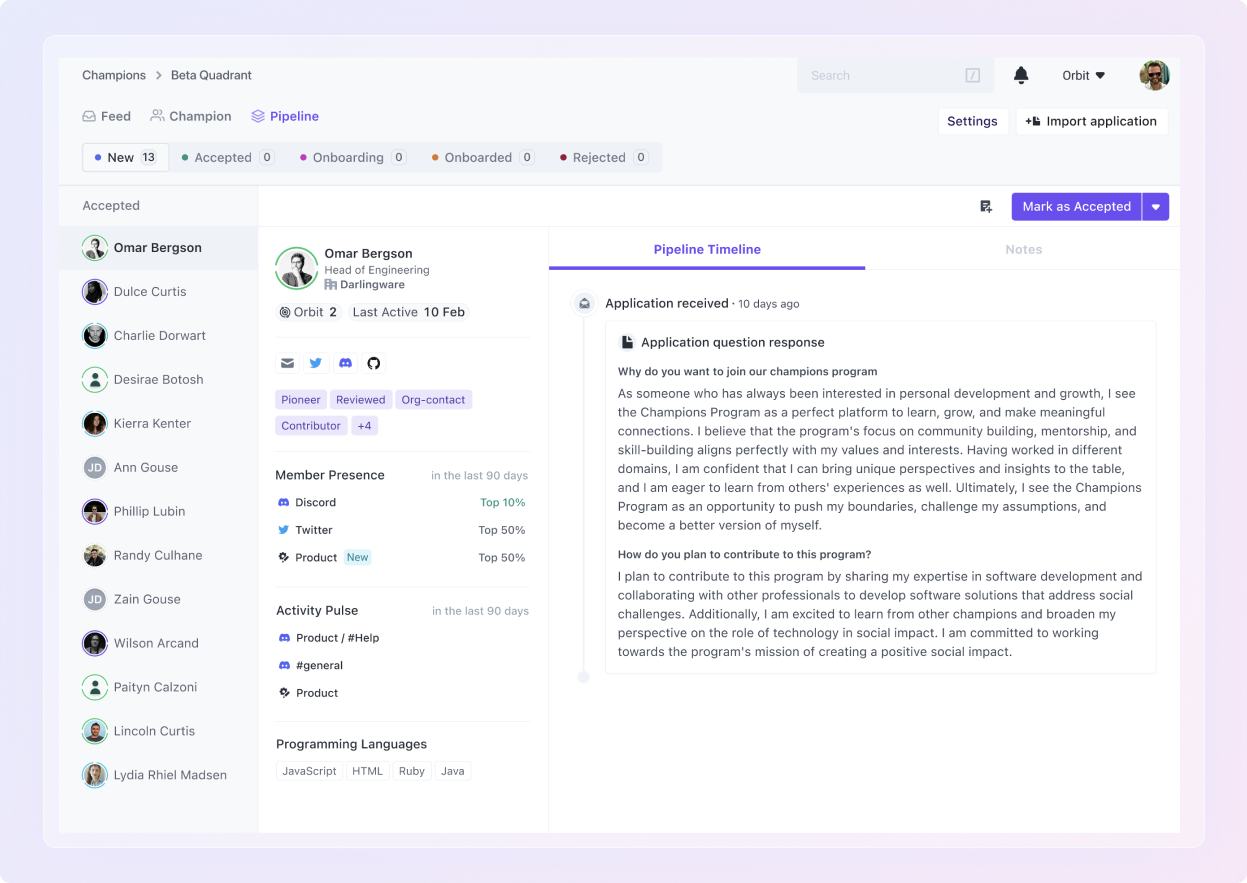 Champions > Beta Quadrant
Search /
Orbit
Feed Champion Pipeline
Settings Import application
New 13 Accepted 0 Onboarding 0 Onboarded 0 Rejected 0
Accepted
Mark as Accepted
Omar Bergson
Dulce Curtis
Charlie Dorwart
Desirae Botosh
Kierra Kenter
JD Ann Gouse
Phillip Lubin
Randy Culhane
JD Zain Gouse
Wilson Arcand
Paityn Calzoni
Lincoln Curtis
Lydia Rhiel Madsen
Omar Bergson
Head of Engineering
Darlingware
Orbit 2 Last Active 10 Feb
Pioneer Reviewed Org-contact
Contributor +4
Member Presence in the last 90 days
Discord Top 10%
Twitter Top 50%
Product New Top 50%
Activity Pulse in the last 90 days
Product / #Help
#general
Product
Programming Languages
JavaScript HTML Ruby Java
Pipeline Timeline Notes
Application received · 10 days ago
Application question response
Why do you want to join our champions program
As someone who has always been interested in personal development and growth, I see
the Champions Program as a perfect platform to learn, grow, and make meaningful
connections. I believe that the program's focus on community building, mentorship, and
skill-building aligns perfectly with my values and interests. Having worked in different
domains, I am confident that I can bring unique perspectives and insights to the table,
and I am eager to learn from others' experiences as well. Ultimately, I see the Champions
Program as an opportunity to push my boundaries, challenge my assumptions, and
become a better version of myself.
How do you plan to contribute to this program?
I plan to contribute to this program by sharing my expertise in software development and
collaborating with other professionals to develop software solutions that address social
challenges. Additionally, I am excited to learn from other champions and broaden my
perspective on the role of technology in social impact. I am committed to working
towards the program's mission of creating a positive social impact.